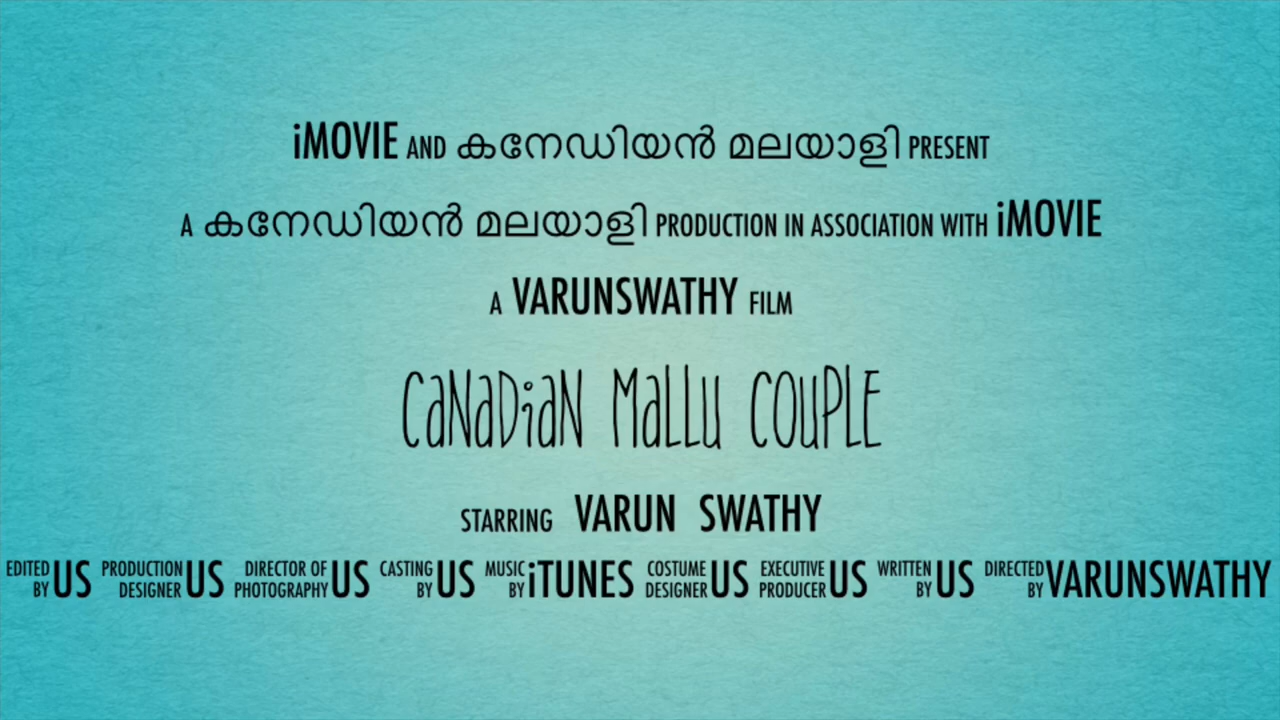 iMOVIE AND കനേഡിയൻ മലയാളി PRESENT
A കനേഡിയൻ മലയാളി PRODUCTION IN ASSOCIATION WITH iMOVIE
A VARUNSWATHY FILM
CaNaDiaN MaLLu COuPLE
STARRING VARUN SWATHY
EDITED BY US PRODUCTION DESIGNER US DIRECTOR OF PHOTOGRAPHY US CASTING BY US MUSIC BY iTUNES COSTUME DESIGNER US EXECUTIVE PRODUCER US WRITTEN BY US DIRECTED BY VARUNSWATHY